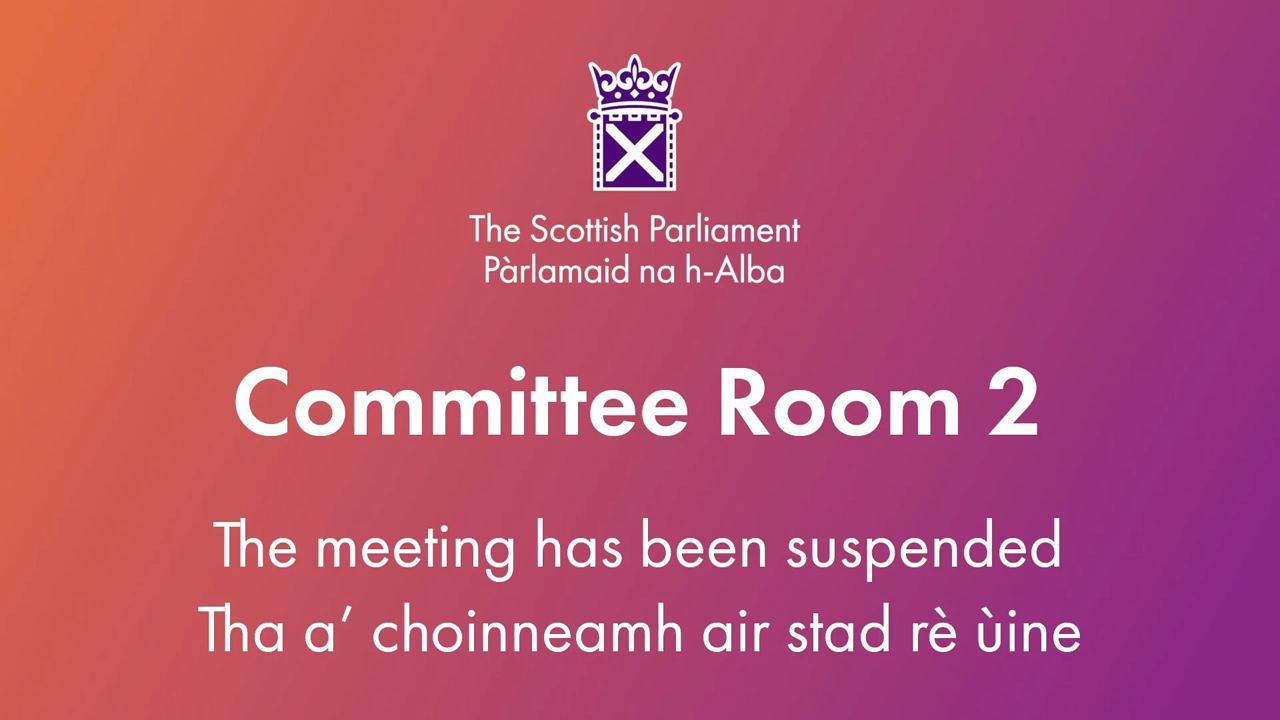 The Scottish Parliament
Pàrlamaid na h-Alba
Committee Room 2
The meeting has been suspended
Tha a’ choinneamh air stad rè ùine